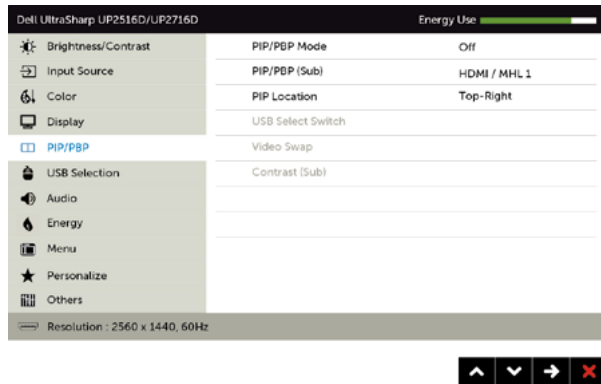 Dell UltraSharp UP2516D/UP2716D Energy Use
Brightness/Contrast PIP/PBP Mode Off
Input Source PIP/PBP (Sub) HDMI / MHL 1
Color PIP Location Top-Right
Display USB Select Switch
PIP/PBP Video Swap
USB Selection Contrast (Sub)
Audio
Energy
Menu
Personalize
Others
Resolution : 2560 x 1440, 60Hz